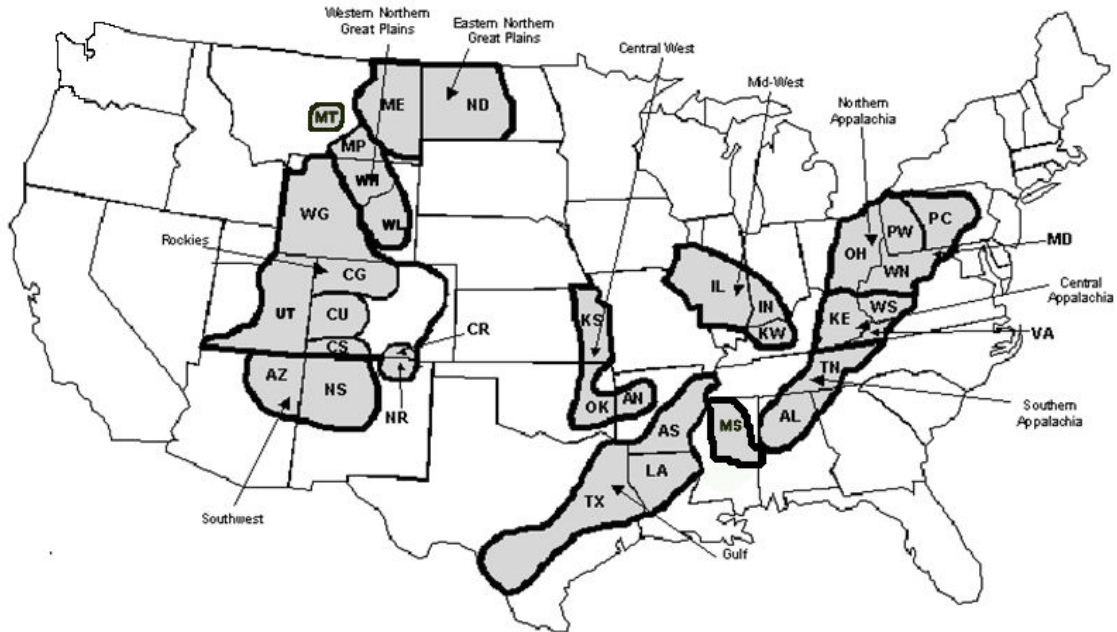 Western Northern
Great Plains
Eastern Northern
Great Plains
Central West
Mid-West
Northern
Appalachia
ME
ND
MT
MP
WH
WL
WG
Rockies
CG
UT
CU
CS
CR
AZ
NS
NR
Southwest
KS
OK
AN
IL
IN
KW
OH
PW
PC
MD
WN
Central
Appalachia
KE
WS
VA
TN
Southern
Appalachia
AL
MS
AS
LA
TX
Gulf